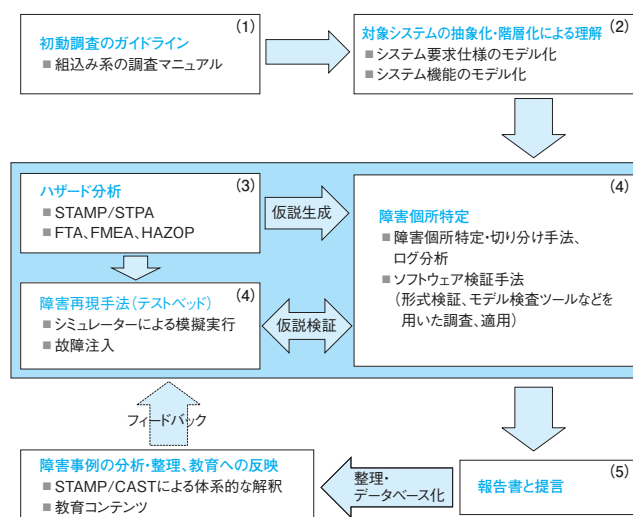 (1)
初動調査のガイドライン
■ 組込み系の調査マニュアル
(2)
対象システムの抽象化・階層化による理解
■ システム要求仕様のモデル化
■ システム機能のモデル化
(3)
ハザード分析
■ STAMP/STPA
■ FTA、FMEA、HAZOP
仮説生成
(4)
障害個所特定
■ 障害個所特定・切り分け手法、
ログ分析
■ ソフトウェア検証手法
(形式検証、モデル検査ツールなどを
用いた調査、適用)
障害再現手法(テストベッド)
(4)
■ シミュレーターによる模擬実行
■ 故障注入
仮説検証
フィードバック
障害事例の分析・整理、教育への反映
■ STAMP/CASTによる体系的な解釈
■ 教育コンテンツ
整理・
データベース化
(5)
報告書と提言